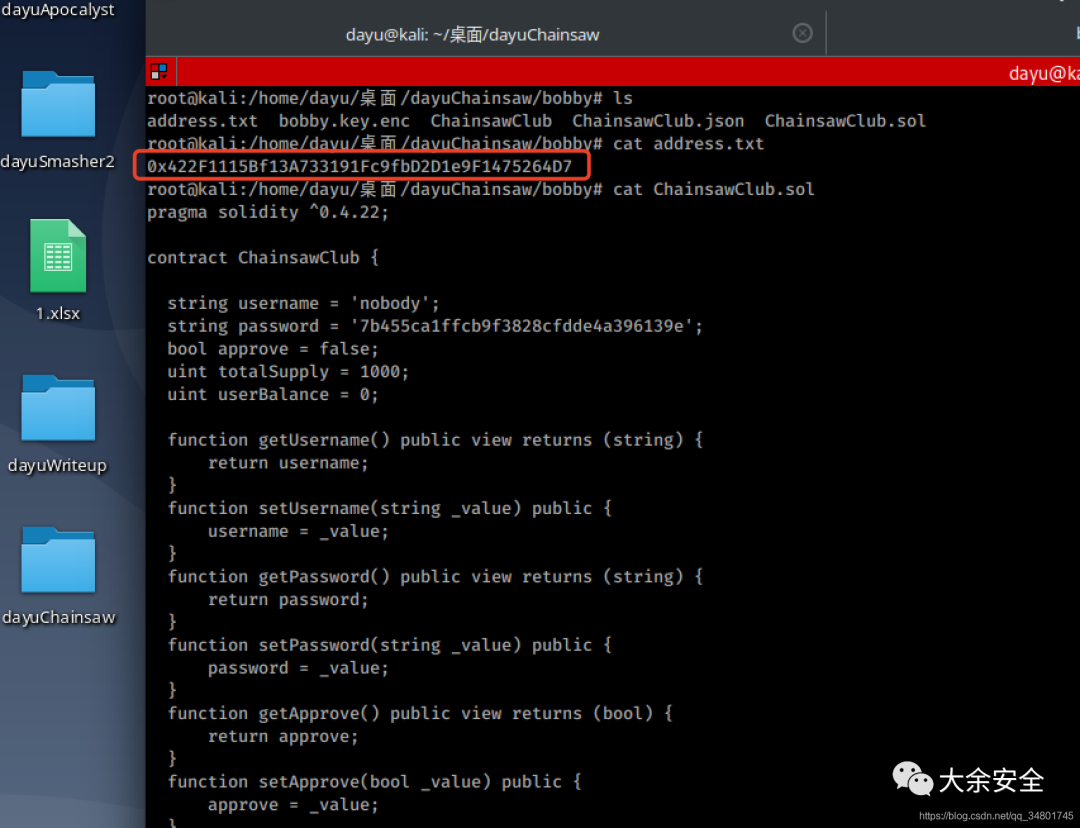 dayuApocalyst
dayuSmasher2
1.xlsx
dayuWriteup
dayuChainsaw
dayu@kali: ~/桌面/dayuChainsaw
dayu@ka
root@kali:/home/dayu/桌面/dayuChainsaw/bobby# ls
address.txt  bobby.key.enc  ChainsawClub  ChainsawClub.json  ChainsawClub.sol
root@kali:/home/dayu/桌面/dayuChainsaw/bobby# cat address.txt
0x422F1115Bf13A733191Fc9fbD2D1e9F1475264D7
root@kali:/home/dayu/桌面/dayuChainsaw/bobby# cat ChainsawClub.sol
pragma solidity ^0.4.22;
contract ChainsawClub {
  string username = 'nobody';
  string password = '7b455ca1ffcb9f3828cfdde4a396139e';
  bool approve = false;
  uint totalSupply = 1000;
  uint userBalance = 0;
  function getUsername() public view returns (string) {
      return username;
  }
  function setUsername(string _value) public {
      username = _value;
  }
  function getPassword() public view returns (string) {
      return password;
  }
  function setPassword(string _value) public {
      password = _value;
  }
  function getApprove() public view returns (bool) {
      return approve;
  }
  function setApprove(bool _value) public {
      approve = _value;
  }
大余安全
https://blog.csdn.net/qq_34801745